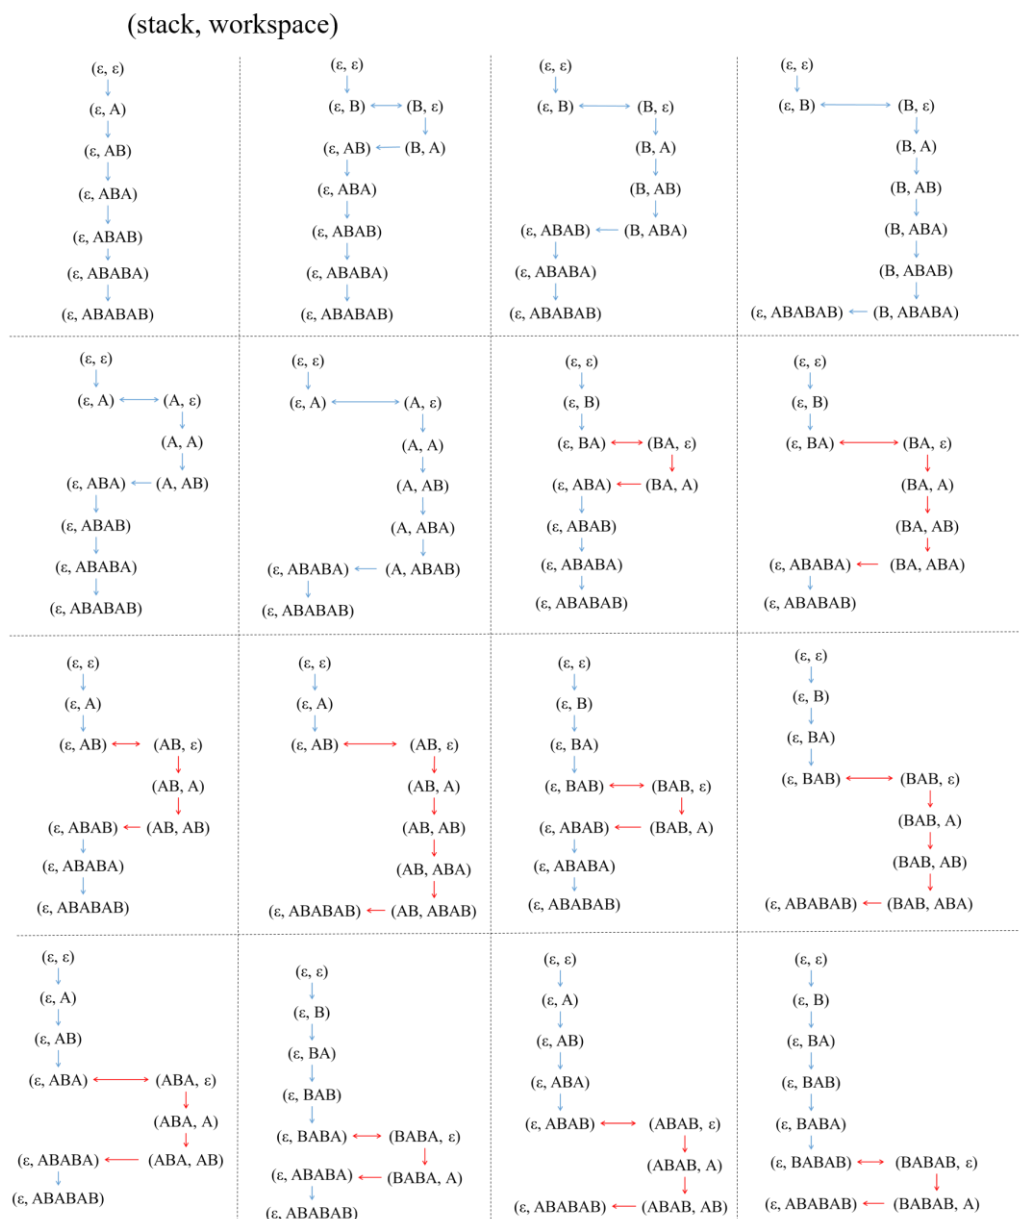 (stack, workspace)
(ε, ε)
(ε, A)
(ε, AB)
(ε, ABA)
(ε, ABAB)
(ε, ABABA)
(ε, ABABAB)
(ε, ε)
(ε, B) (B, ε)
(ε, AB) (B, A)
(ε, ABA)
(ε, ABAB)
(ε, ABABA)
(ε, ABABAB)
(ε, ε)
(ε, B) (B, ε)
(B, A)
(B, AB)
(ε, ABAB) (B, ABA)
(ε, ABABA)
(ε, ABABAB)
(ε, ε)
(ε, B) (B, ε)
(B, A)
(B, AB)
(B, ABA)
(B, ABAB)
(ε, ABABAB) (B, ABABA)
(ε, ε)
(ε, A) (A, ε)
(A, A)
(ε, ABA) (A, AB)
(ε, ABAB)
(ε, ABABA)
(ε, ABABAB)
(ε, ε)
(ε, A) (A, ε)
(A, A)
(A, AB)
(A, ABA)
(ε, ABABA) (A, ABAB)
(ε, ABABAB)
(ε, ε)
(ε, B)
(ε, BA) (BA, ε)
(ε, ABA) (BA, A)
(ε, ABAB)
(ε, ABABA)
(ε, ABABAB)
(ε, ε)
(ε, B)
(ε, BA) (BA, ε)
(BA, A)
(BA, AB)
(ε, ABABA) (BA, ABA)
(ε, ABABAB)
(ε, ε)
(ε, A)
(ε, AB) (AB, ε)
(AB, A)
(ε, ABAB) (AB, AB)
(ε, ABABA)
(ε, ABABAB)
(ε, ε)
(ε, A)
(ε, AB) (AB, ε)
(AB, A)
(AB, AB)
(AB, ABA)
(ε, ABABAB) (AB, ABAB)
(ε, ε)
(ε, B)
(ε, BA)
(ε, BAB) (BAB, ε)
(ε, ABAB) (BAB, A)
(ε, ABABA)
(ε, ABABAB)
(ε, ε)
(ε, B)
(ε, BA)
(ε, BAB) (BAB, ε)
(BAB, A)
(BAB, AB)
(ε, ABABAB) (BAB, ABA)
(ε, ε)
(ε, A)
(ε, AB)
(ε, ABA) (ABA, ε)
(ABA, A)
(ε, ABABA) (ABA, AB)
(ε, ABABAB)
(ε, ε)
(ε, B)
(ε, BA)
(ε, BAB)
(ε, BABA) (BABA, ε)
(ε, ABABA) (BABA, A)
(ε, ABABAB)
(ε, ε)
(ε, A)
(ε, AB)
(ε, ABA)
(ε, ABAB) (ABAB, ε)
(ABAB, A)
(ε, ABABAB) (ABAB, AB)
(ε, ε)
(ε, B)
(ε, BA)
(ε, BAB)
(ε, BABA)
(ε, BABAB) (BABAB, ε)
(ε, ABABAB) (BABAB, A)